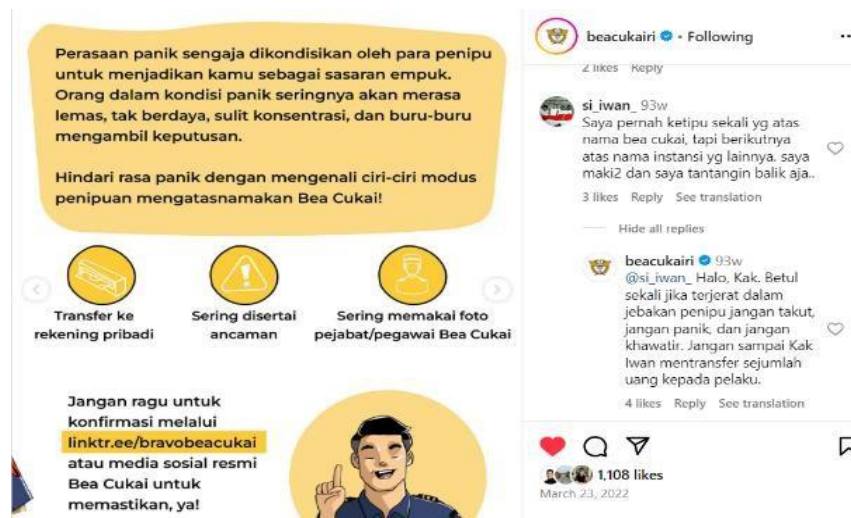 Perasaan panik sengaja dikondisikan oleh para penipu
untuk menjadikan kamu sebagai sasaran empuk.
Orang dalam kondisi panik seringnya akan merasa
lemas, tak berdaya, sulit konsentrasi, dan buru-buru
mengambil keputusan.
Hindari rasa panik dengan mengenali ciri-ciri modus
penipuan mengatasnamakan Bea Cukai!
Transfer ke
rekening pribadi
Sering disertai
ancaman
Sering memakai foto
pejabat/pegawai Bea Cukai
Jangan ragu untuk
konfirmasi melalui
linktr.ee/bravobeacukai
atau media sosial resmi
Bea Cukai untuk
memastikan, ya!
beacukairi • Following
2 likes Reply
si_iwan_ 93w
Saya pernah ketipu sekali yg atas
nama bea cukai, tapi berikutnya
atas nama instansi yg lainnya. saya
maki2 dan saya tantangin balik aja..
3 likes Reply See translation
Hide all replies
beacukairi 93w
@si_iwan_ Halo, Kak. Betul
sekali jika terjerat dalam
jebakan penipu jangan takut,
jangan panik, dan jangan
khawatir. Jangan sampai Kak
Iwan mentransfer sejumlah
uang kepada pelaku.
4 likes Reply See translation
1,108 likes
March 23, 2022